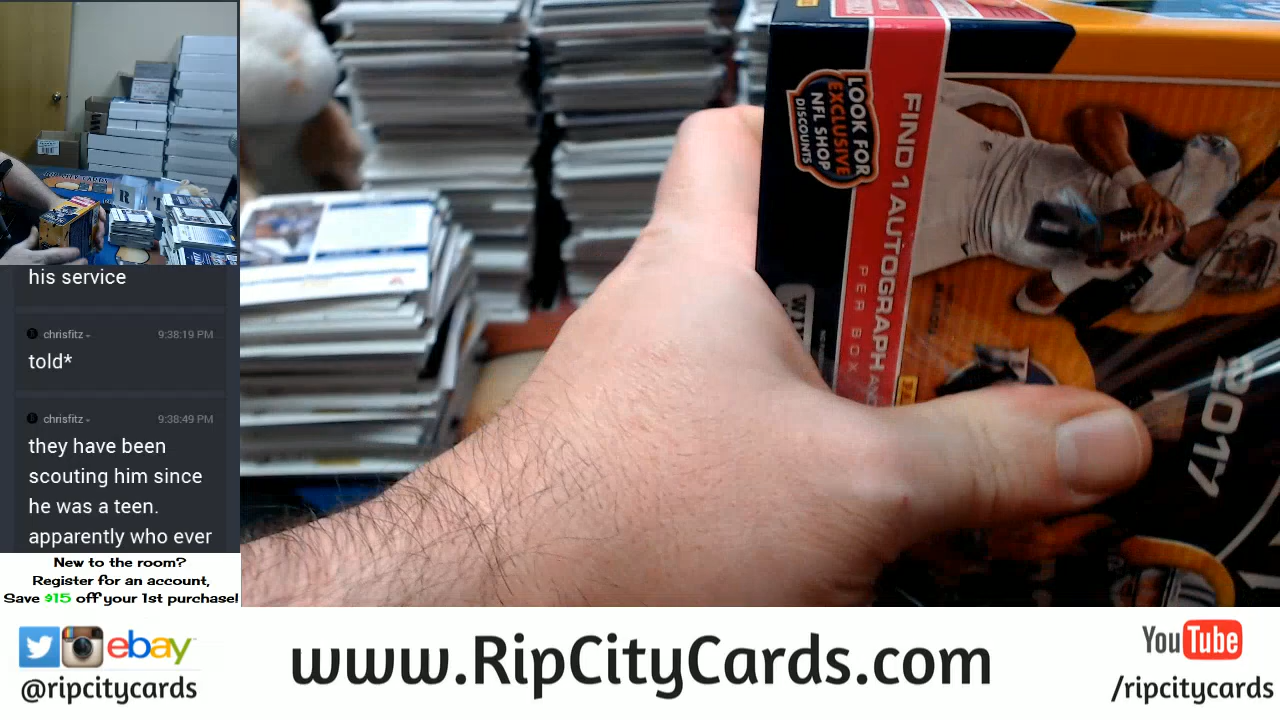 his service
chrisfitz 9:38:19 PM
told*
chrisfitz 9:38:49 PM
they have been
scouting him since
he was a teen.
apparently who ever
New to the room?
Register for an account,
Save $15 off your 1st purchase!
LOOK FOR
EXCLUSIVE
NFL SHOP
DISCOUNTS
FIND 1 AUTOGRAPH
PER BOX
2017
ebay
@ripcitycards
www.RipCityCards.com
YouTube
/ripcitycards